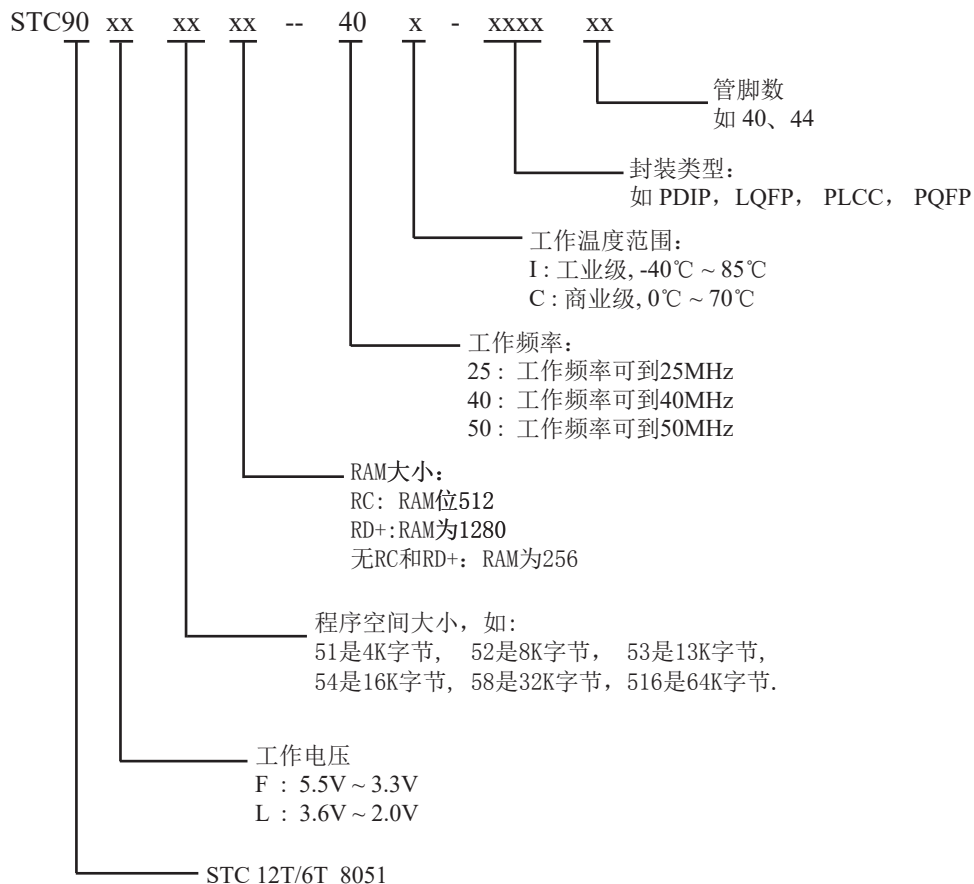 STC90 xx xx xx -- 40 x - xxxx xx
管脚数
如 40、44
封装类型：
如 PDIP，LQFP， PLCC， PQFP
工作温度范围：
I : 工业级, -40℃ ~ 85℃
C : 商业级, 0℃ ~ 70℃
工作频率：
25 : 工作频率可到25MHz
40 : 工作频率可到40MHz
50 : 工作频率可到50MHz
RAM大小：
RC: RAM位512
RD+:RAM为1280
无RC和RD+: RAM为256
程序空间大小，如:
51是4K字节, 52是8K字节， 53是13K字节,
54是16K字节, 58是32K字节，516是64K字节.
工作电压
F : 5.5V ~ 3.3V
L : 3.6V ~ 2.0V
STC 12T/6T 8051